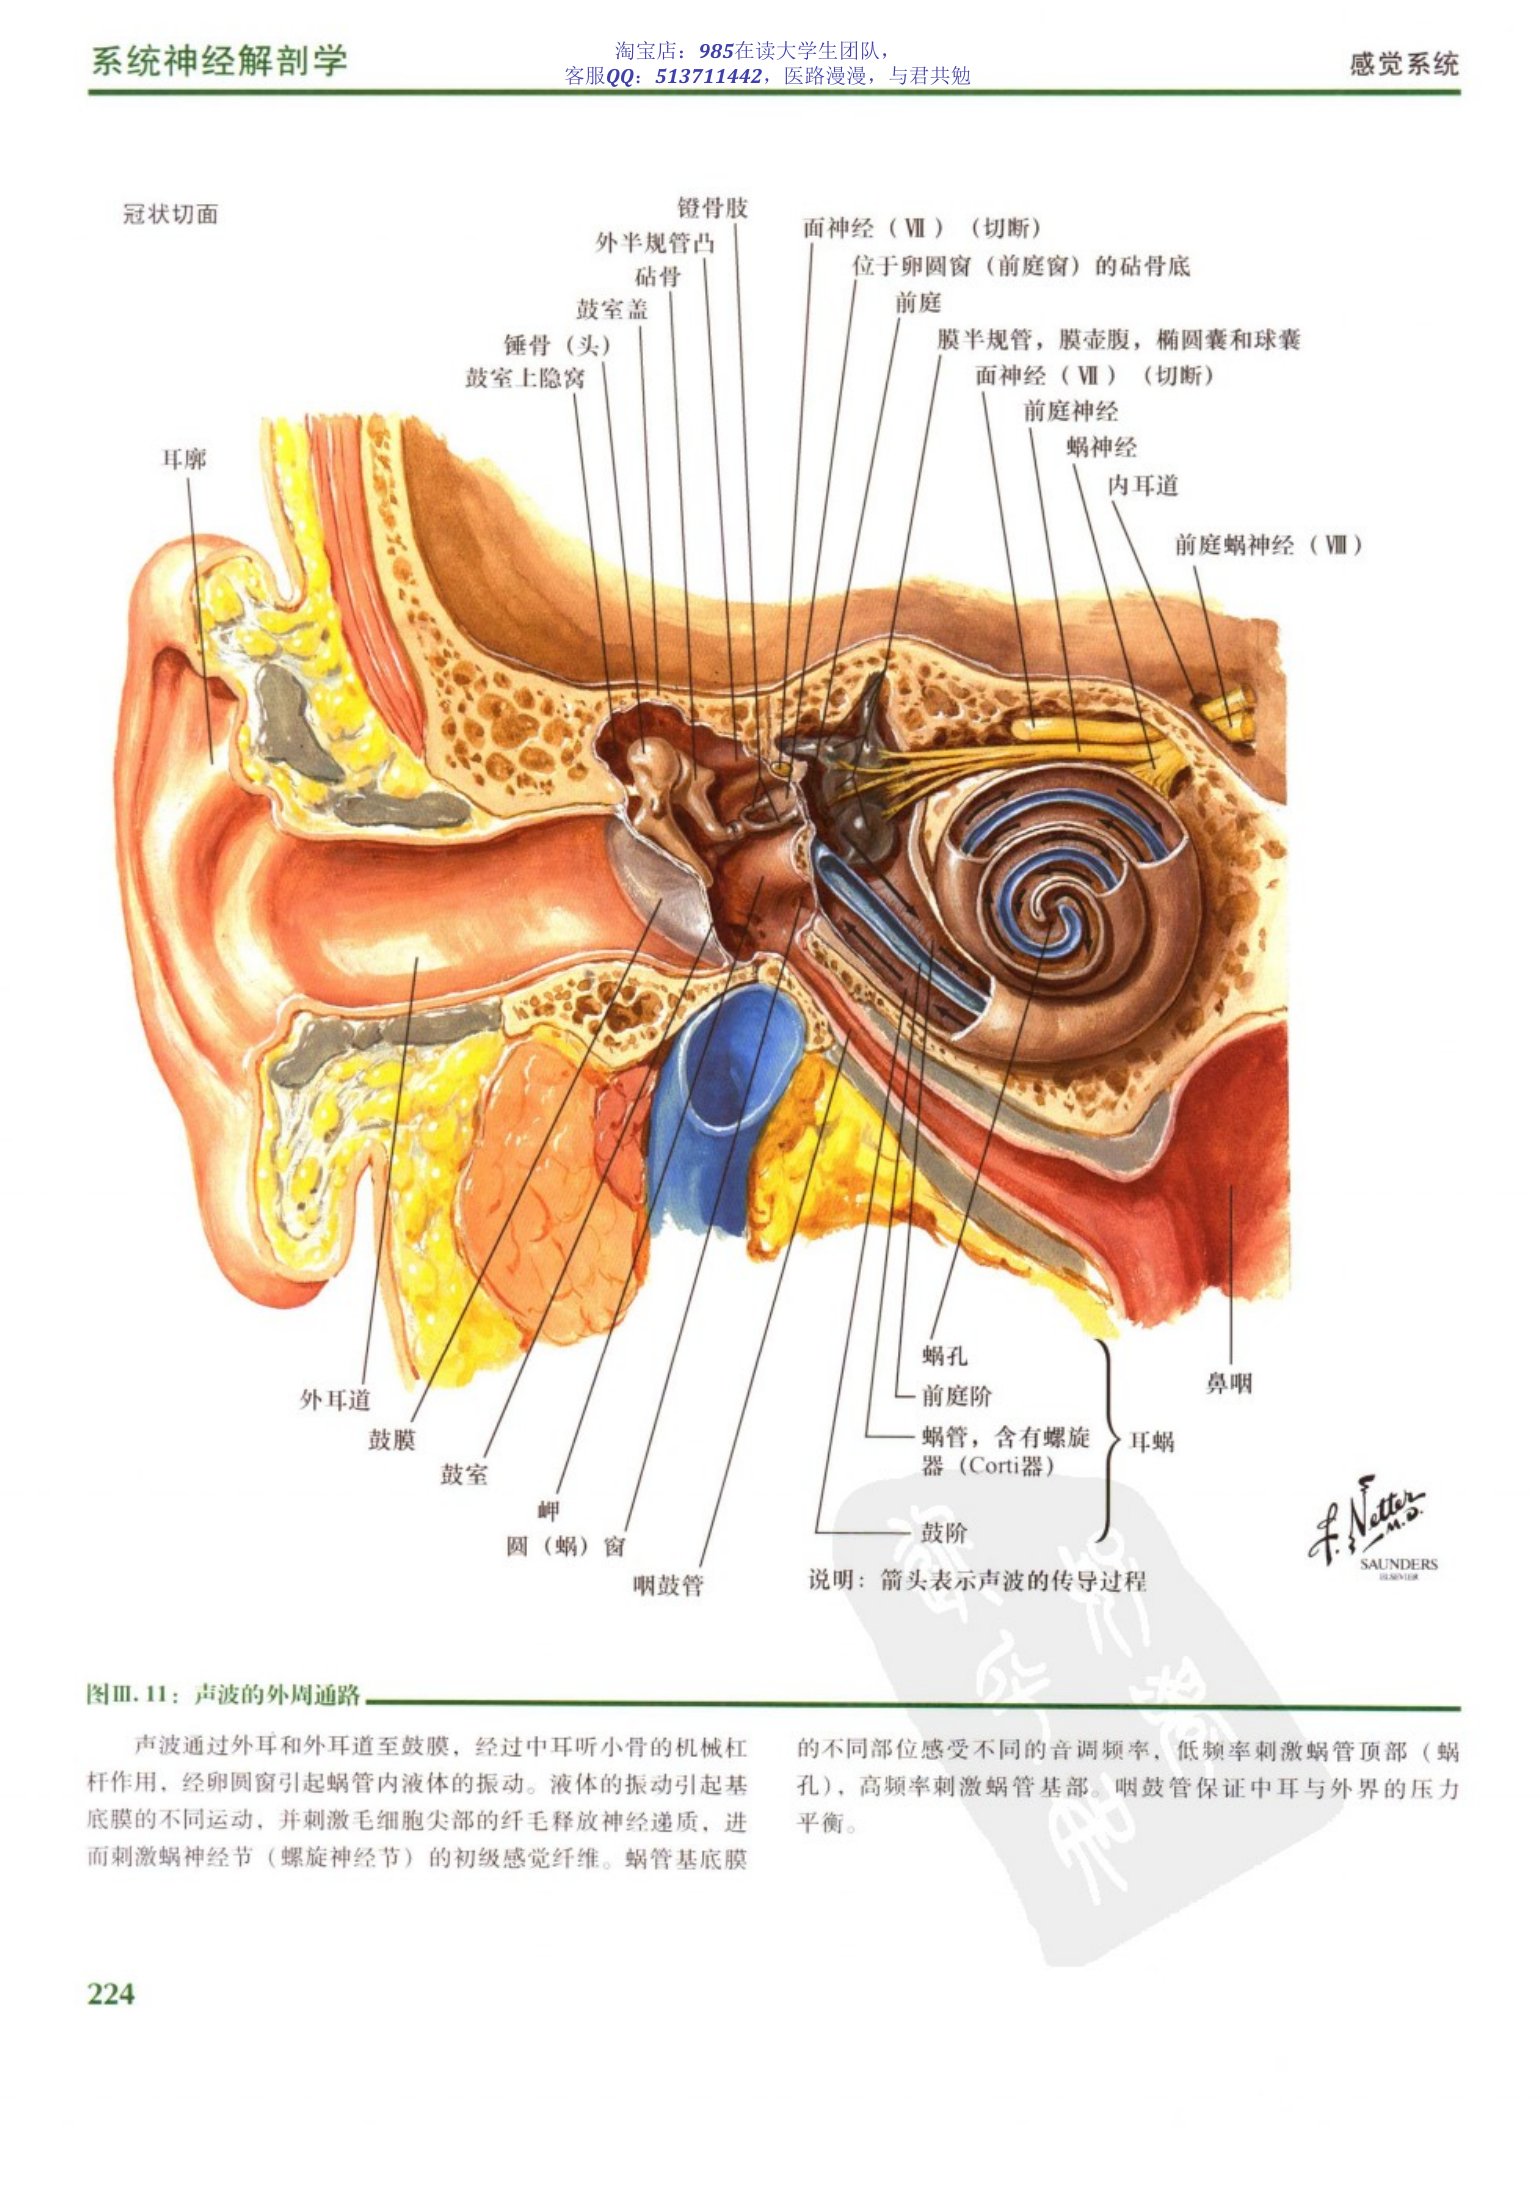 系统神经解剖学
淘宝店：985在读大学生团队，
客服QQ：513711442，医路漫漫，与君共勉
感觉系统
冠状切面
镫骨肢
外半规管凸
砧骨
鼓室盖
锤骨（头）
鼓室上隐窝
面神经（Ⅶ）（切断）
位于卵圆窗（前庭窗）的砧骨底
前庭
膜半规管，膜壶腹，椭圆囊和球囊
面神经（Ⅶ）（切断）
前庭神经
蜗神经
内耳道
前庭蜗神经（Ⅷ）
耳廓
外耳道
鼓膜
鼓室
岬
圆（蜗）窗
咽鼓管
蜗孔
前庭阶
蜗管，含有螺旋
器（Corti器）
鼓阶
耳蜗
鼻咽
说明：箭头表示声波的传导过程
F. Netter
M.D.
SAUNDERS
ELSEVIER
图Ⅲ.11：声波的外周通路
声波通过外耳和外耳道至鼓膜，经过中耳听小骨的机械杠
杆作用，经卵圆窗引起蜗管内液体的振动。液体的振动引起基
底膜的不同运动，并刺激毛细胞尖部的纤毛释放神经递质，进
而刺激蜗神经节（螺旋神经节）的初级感觉纤维。蜗管基底膜
的不同部位感受不同的音调频率，低频率刺激蜗管顶部（蜗
孔），高频率刺激蜗管基部。咽鼓管保证中耳与外界的压力
平衡。
224